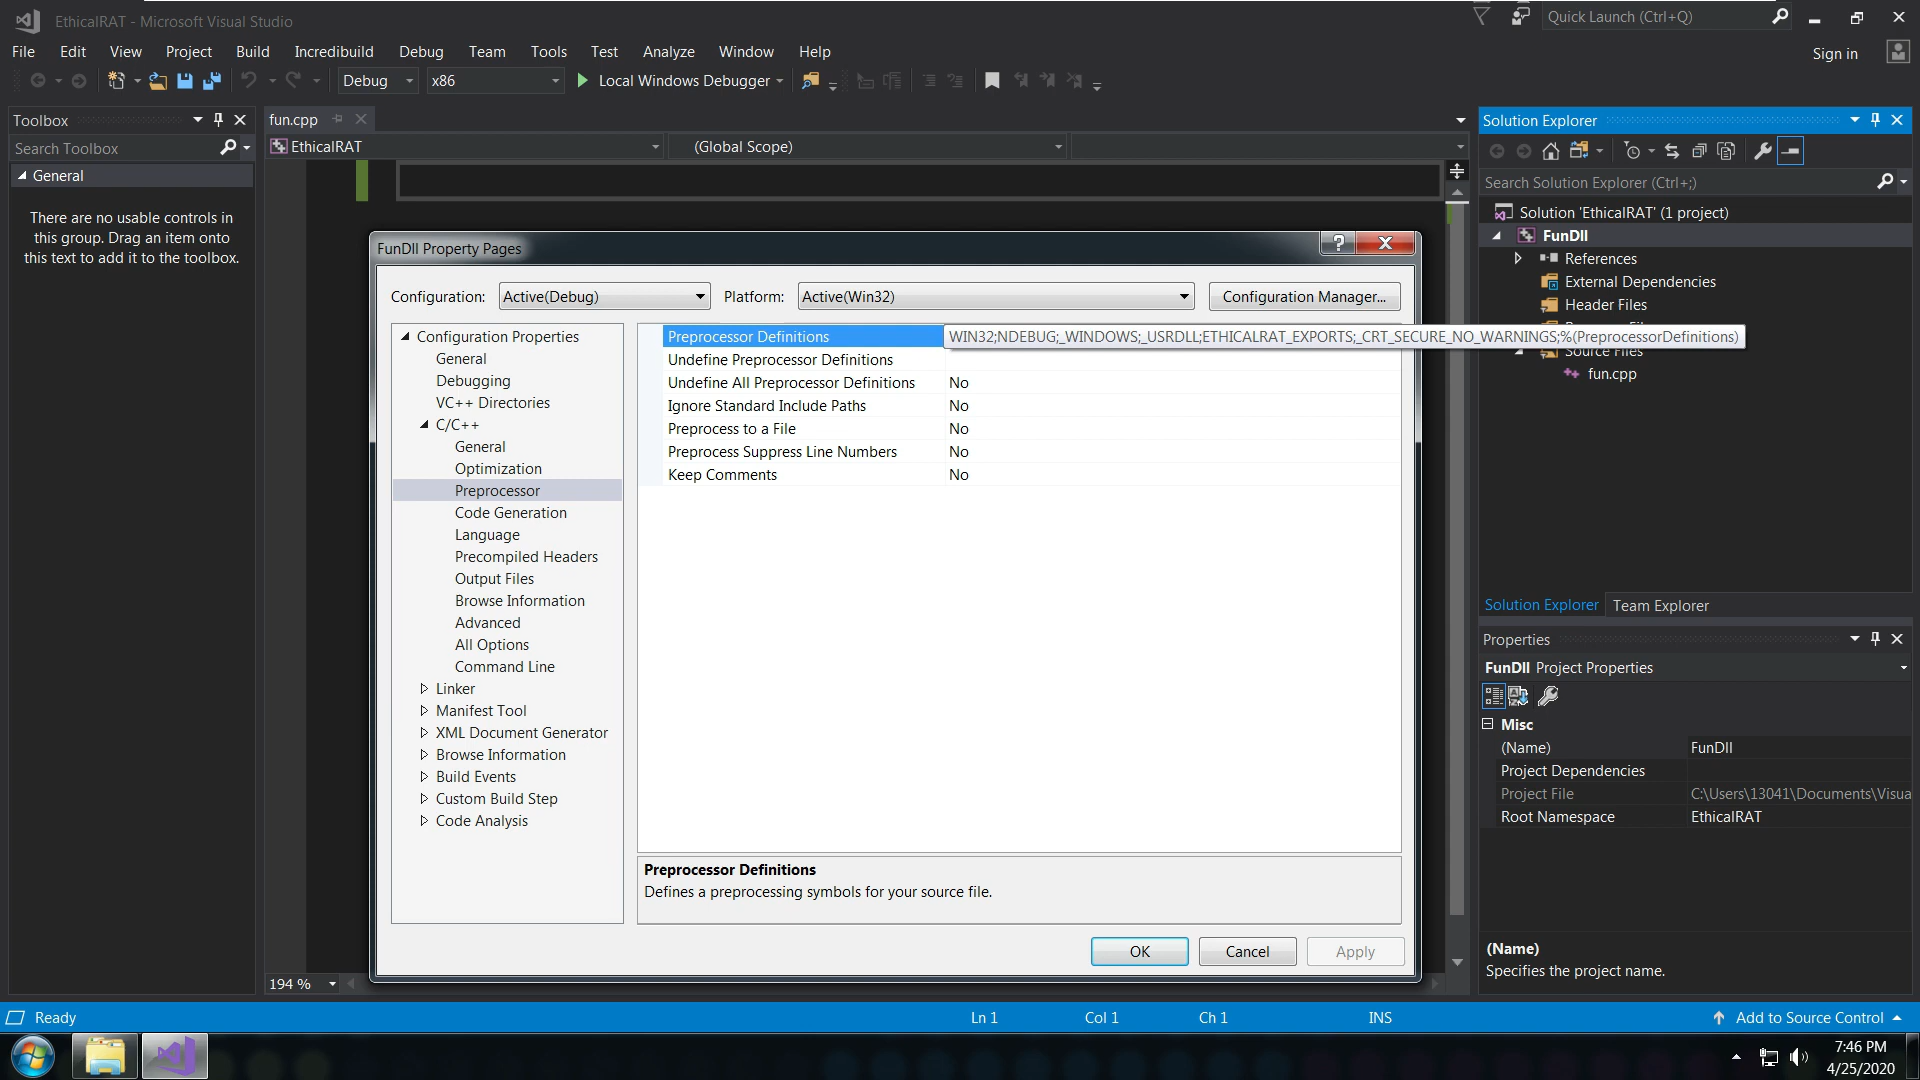 EthicalRAT - Microsoft Visual Studio
Quick Launch (Ctrl+Q)
File Edit View Project Build Incredibuild Debug Team Tools Test Analyze Window Help
Sign in
Debug x86 Local Windows Debugger
Toolbox
Search Toolbox
General
There are no usable controls in
this group. Drag an item onto
this text to add it to the toolbox.
fun.cpp
EthicalRAT (Global Scope)
194 %
FunDll Property Pages
Configuration: Active(Debug) Platform: Active(Win32) Configuration Manager...
Configuration Properties
General
Debugging
VC++ Directories
C/C++
General
Optimization
Preprocessor
Code Generation
Language
Precompiled Headers
Output Files
Browse Information
Advanced
All Options
Command Line
Linker
Manifest Tool
XML Document Generator
Browse Information
Build Events
Custom Build Step
Code Analysis
Preprocessor Definitions WIN32;NDEBUG;_WINDOWS;_USRDLL;ETHICALRAT_EXPORTS;_CRT_SECURE_NO_WARNINGS;%(PreprocessorDefinitions)
Undefine Preprocessor Definitions
Undefine All Preprocessor Definitions No
Ignore Standard Include Paths No
Preprocess to a File No
Preprocess Suppress Line Numbers No
Keep Comments No
Preprocessor Definitions
Defines a preprocessing symbols for your source file.
OK Cancel Apply
Solution Explorer
Search Solution Explorer (Ctrl+;)
Solution 'EthicalRAT' (1 project)
FunDll
References
External Dependencies
Header Files
Source Files
fun.cpp
Solution Explorer Team Explorer
Properties
FunDll Project Properties
Misc
(Name) FunDll
Project Dependencies
Project File C:\Users\13041\Documents\Visua
Root Namespace EthicalRAT
(Name)
Specifies the project name.
Ready Ln 1 Col 1 Ch 1 INS Add to Source Control
7:46 PM
4/25/2020